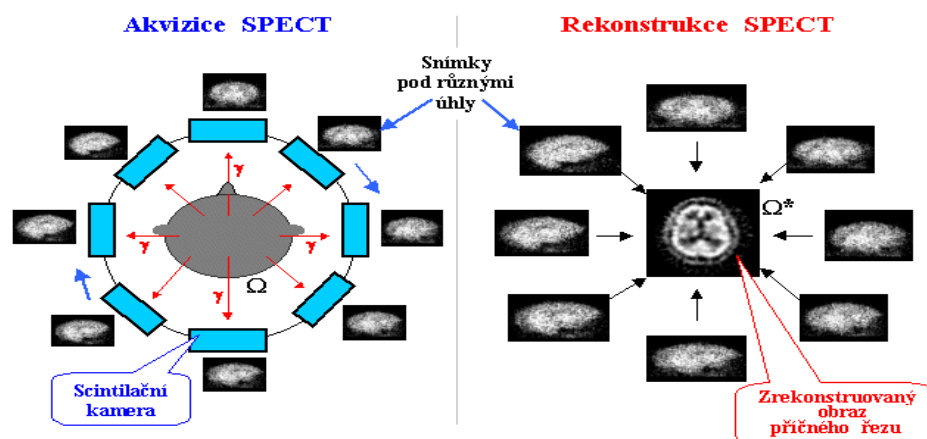 Akvizice SPECT
Rekonstrukce SPECT
Snímky
pod různými
úhly
γ
γ
γ
γ
Ω
Ω*
Scintilační
kamera
Zrekonstruovaný
obraz
příčného řezu